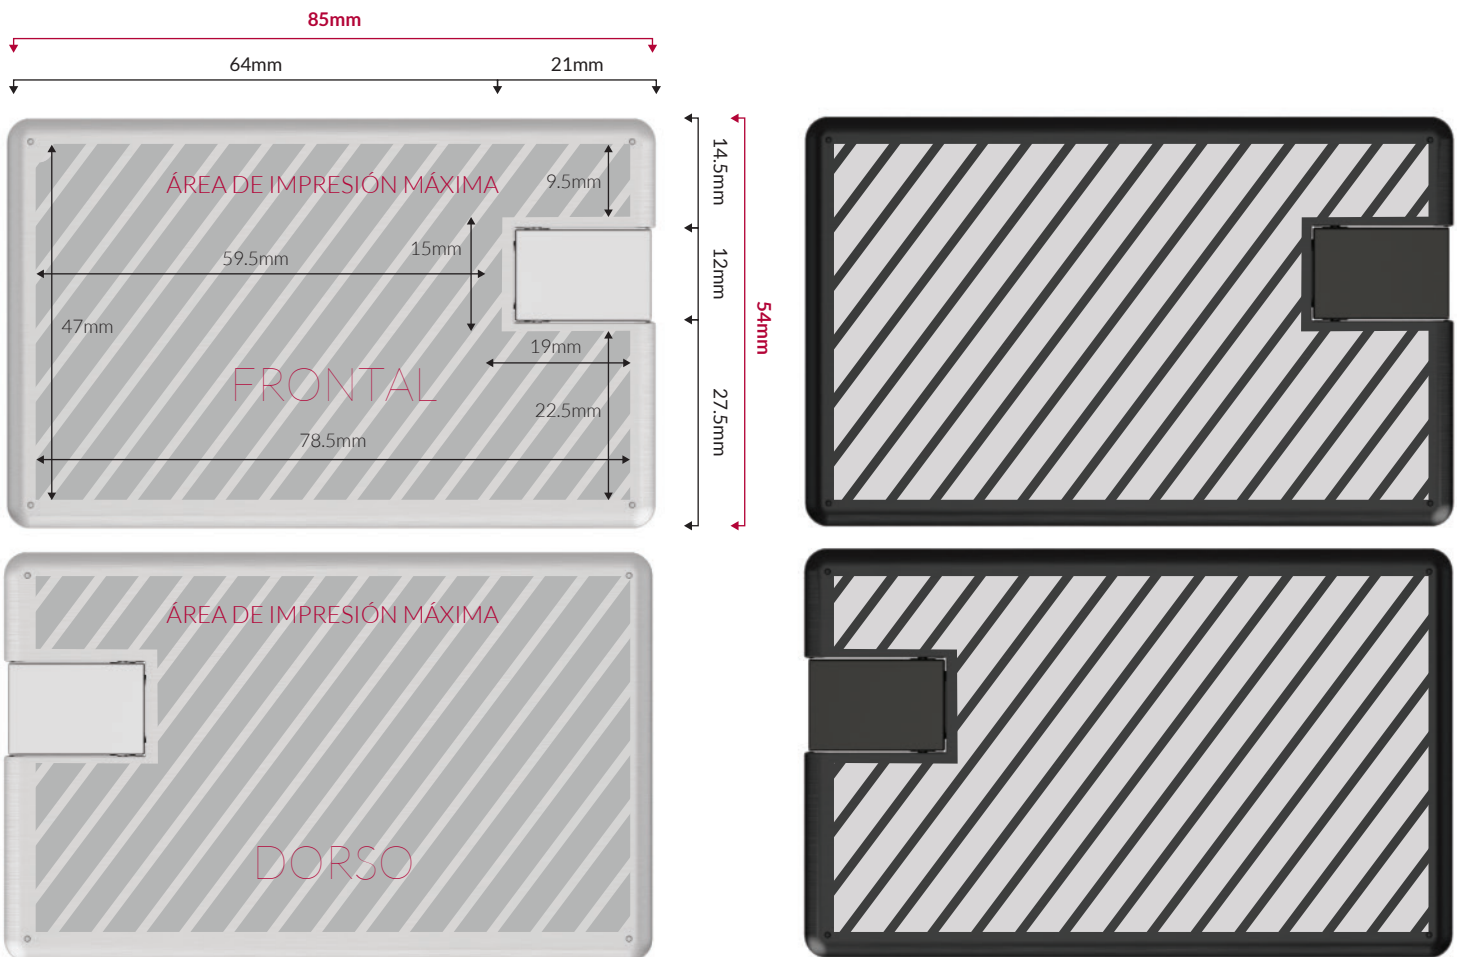 85mm
64mm
21mm
ÁREA DE IMPRESIÓN MÁXIMA
9.5mm
14.5mm
15mm
59.5mm
12mm
47mm
54mm
19mm
FRONTAL
22.5mm
27.5mm
78.5mm
ÁREA DE IMPRESIÓN MÁXIMA
DORSO